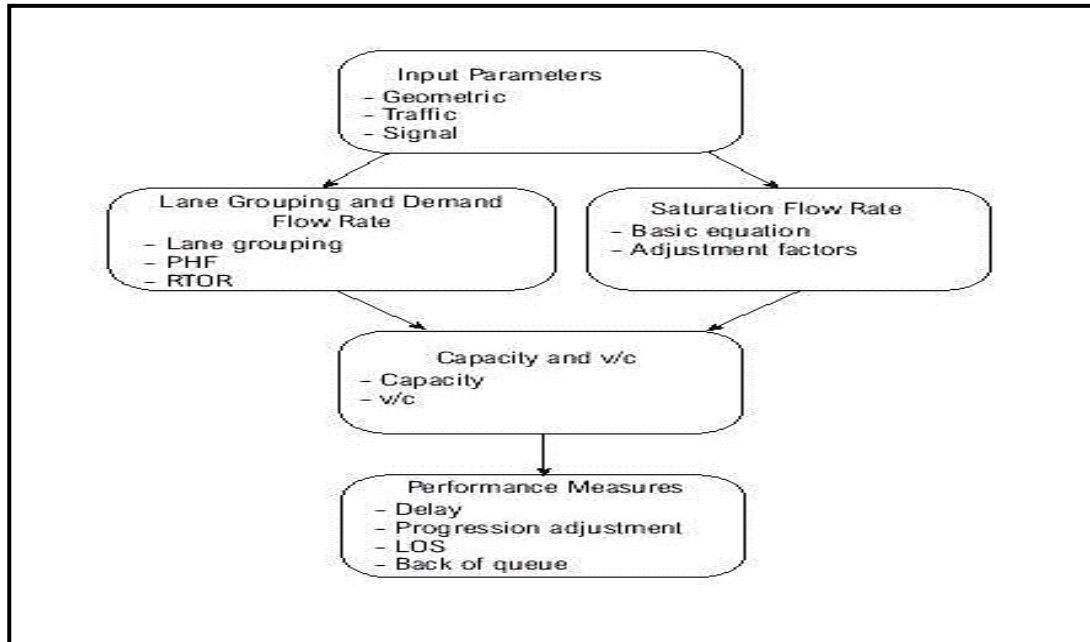 Input Parameters
- Geometric
- Traffic
- Signal
Lane Grouping and Demand
Flow Rate
- Lane grouping
- PHF
- RTOR
Saturation Flow Rate
- Basic equation
- Adjustment factors
Capacity and v/c
- Capacity
- v/c
Performance Measures
- Delay
- Progression adjustment
- LOS
- Back of queue